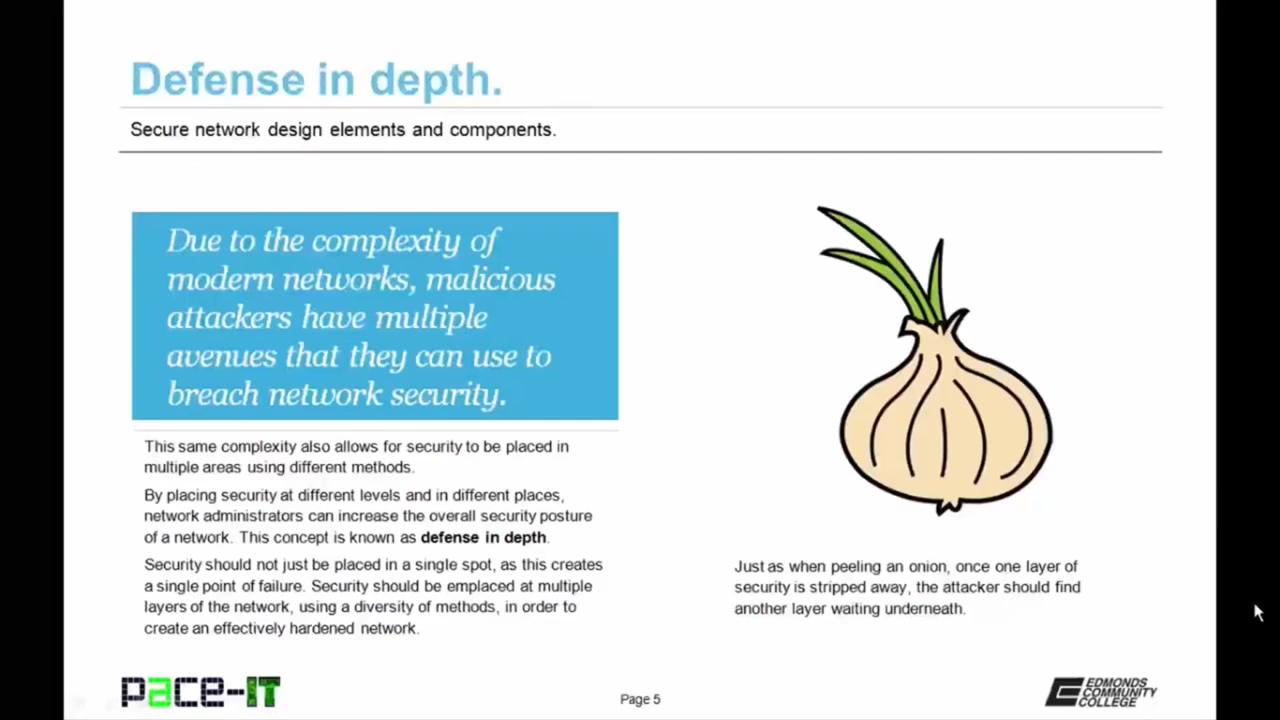 Defense in depth.
Secure network design elements and components.
Due to the complexity of
modern networks, malicious
attackers have multiple
avenues that they can use to
breach network security.
This same complexity also allows for security to be placed in
multiple areas using different methods.
By placing security at different levels and in different places,
network administrators can increase the overall security posture
of a network. This concept is known as defense in depth.
Security should not just be placed in a single spot, as this creates
a single point of failure. Security should be emplaced at multiple
layers of the network, using a diversity of methods, in order to
create an effectively hardened network.
Just as when peeling an onion, once one layer of
security is stripped away, the attacker should find
another layer waiting underneath.
pace-IT
Page 5
EDMONDS
COMMUNITY
COLLEGE